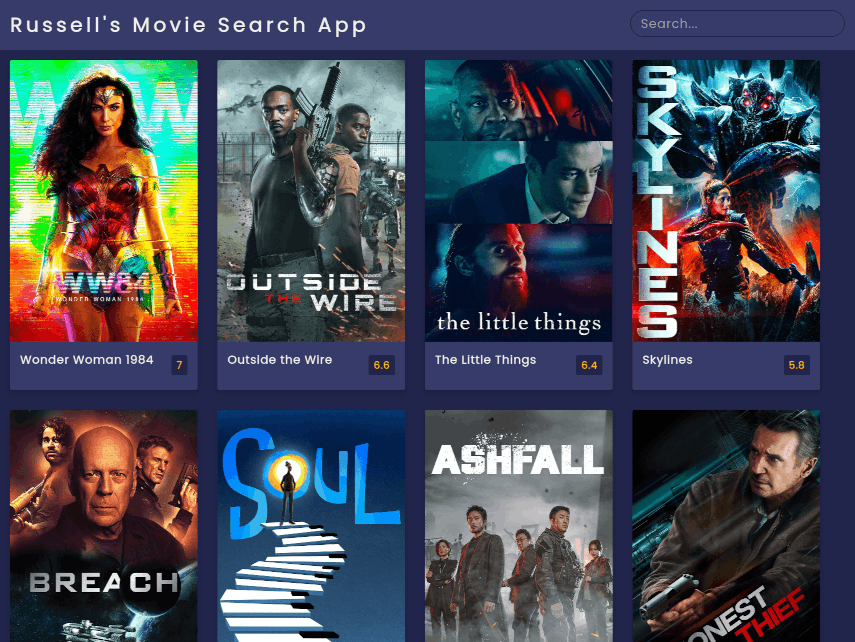 Russell's Movie Search App
Search...
WW84
WONDER WOMAN 1984
OUTSIDE
THE WIRE
the little things
SKYLINES
Wonder Woman 1984
7
Outside the Wire
6.6
The Little Things
6.4
Skylines
5.8
BREACH
SOUL
ASHFALL
THIEF